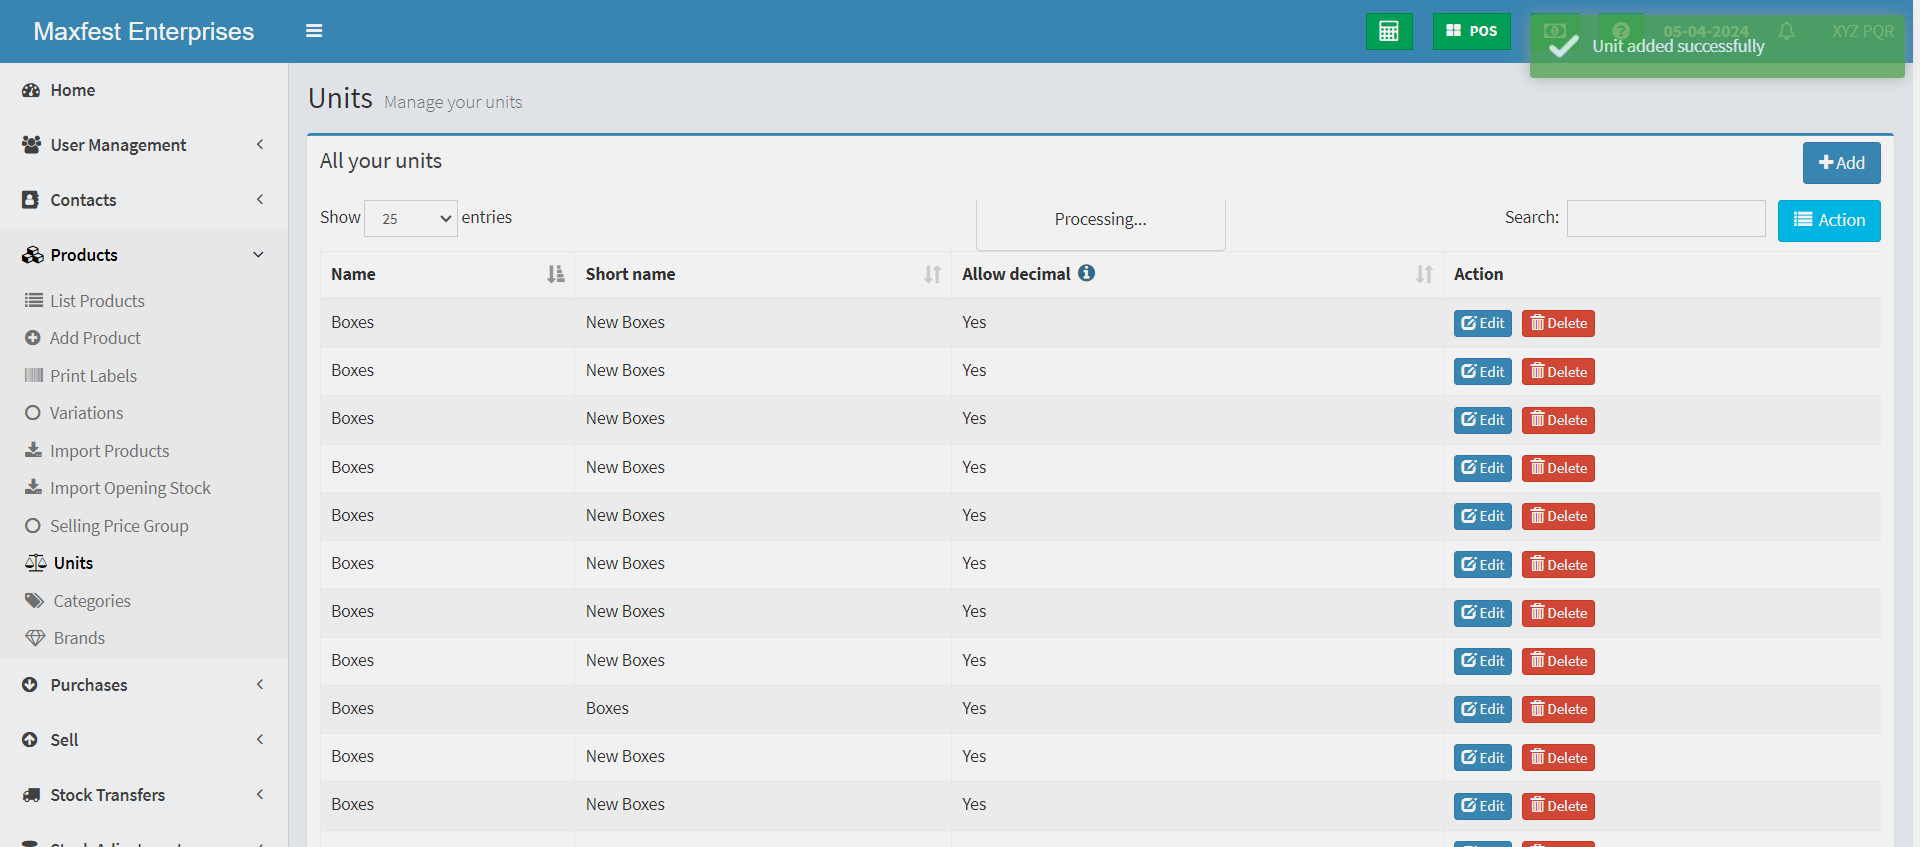 Maxfest Enterprises
POS
05-04-2024
XYZ PQR
Unit added successfully
Home
User Management
Contacts
Products
List Products
Add Product
Print Labels
Variations
Import Products
Import Opening Stock
Selling Price Group
Units
Categories
Brands
Purchases
Sell
Stock Transfers
Units Manage your units
All your units
Add
Show 25 entries
Processing...
Search:
Action
Name Short name Allow decimal Action
Boxes New Boxes Yes Edit Delete
Boxes New Boxes Yes Edit Delete
Boxes New Boxes Yes Edit Delete
Boxes New Boxes Yes Edit Delete
Boxes New Boxes Yes Edit Delete
Boxes New Boxes Yes Edit Delete
Boxes New Boxes Yes Edit Delete
Boxes New Boxes Yes Edit Delete
Boxes Boxes Yes Edit Delete
Boxes New Boxes Yes Edit Delete
Boxes New Boxes Yes Edit Delete